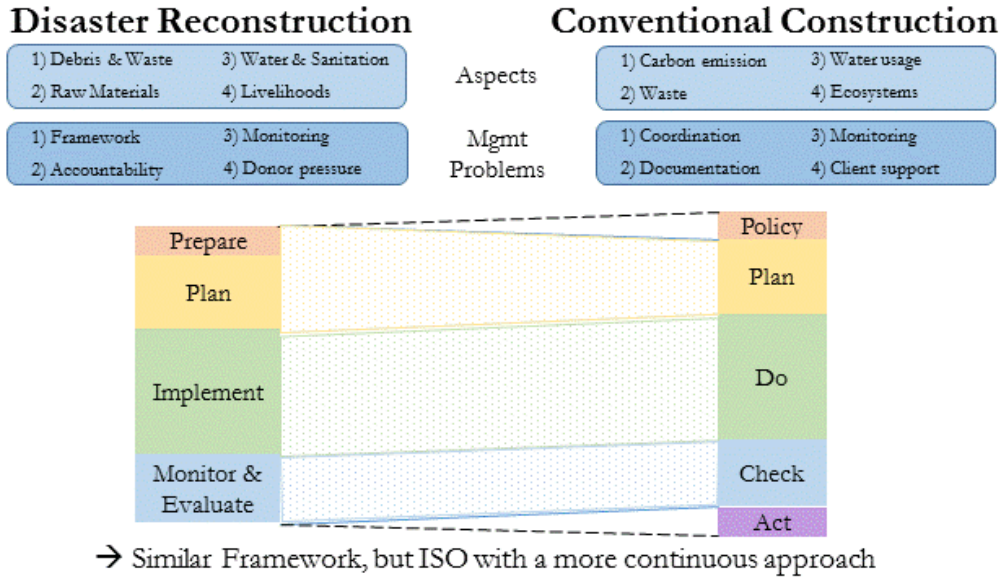 Disaster Reconstruction
Conventional Construction
1) Debris & Waste
3) Water & Sanitation
2) Raw Materials
4) Livelihoods
Aspects
1) Carbon emission
3) Water usage
2) Waste
4) Ecosystems
1) Framework
3) Monitoring
2) Accountability
4) Donor pressure
Mgmt
Problems
1) Coordination
3) Monitoring
2) Documentation
4) Client support
Prepare
Plan
Implement
Monitor &
Evaluate
Policy
Plan
Do
Check
Act
→ Similar Framework, but ISO with a more continuous approach